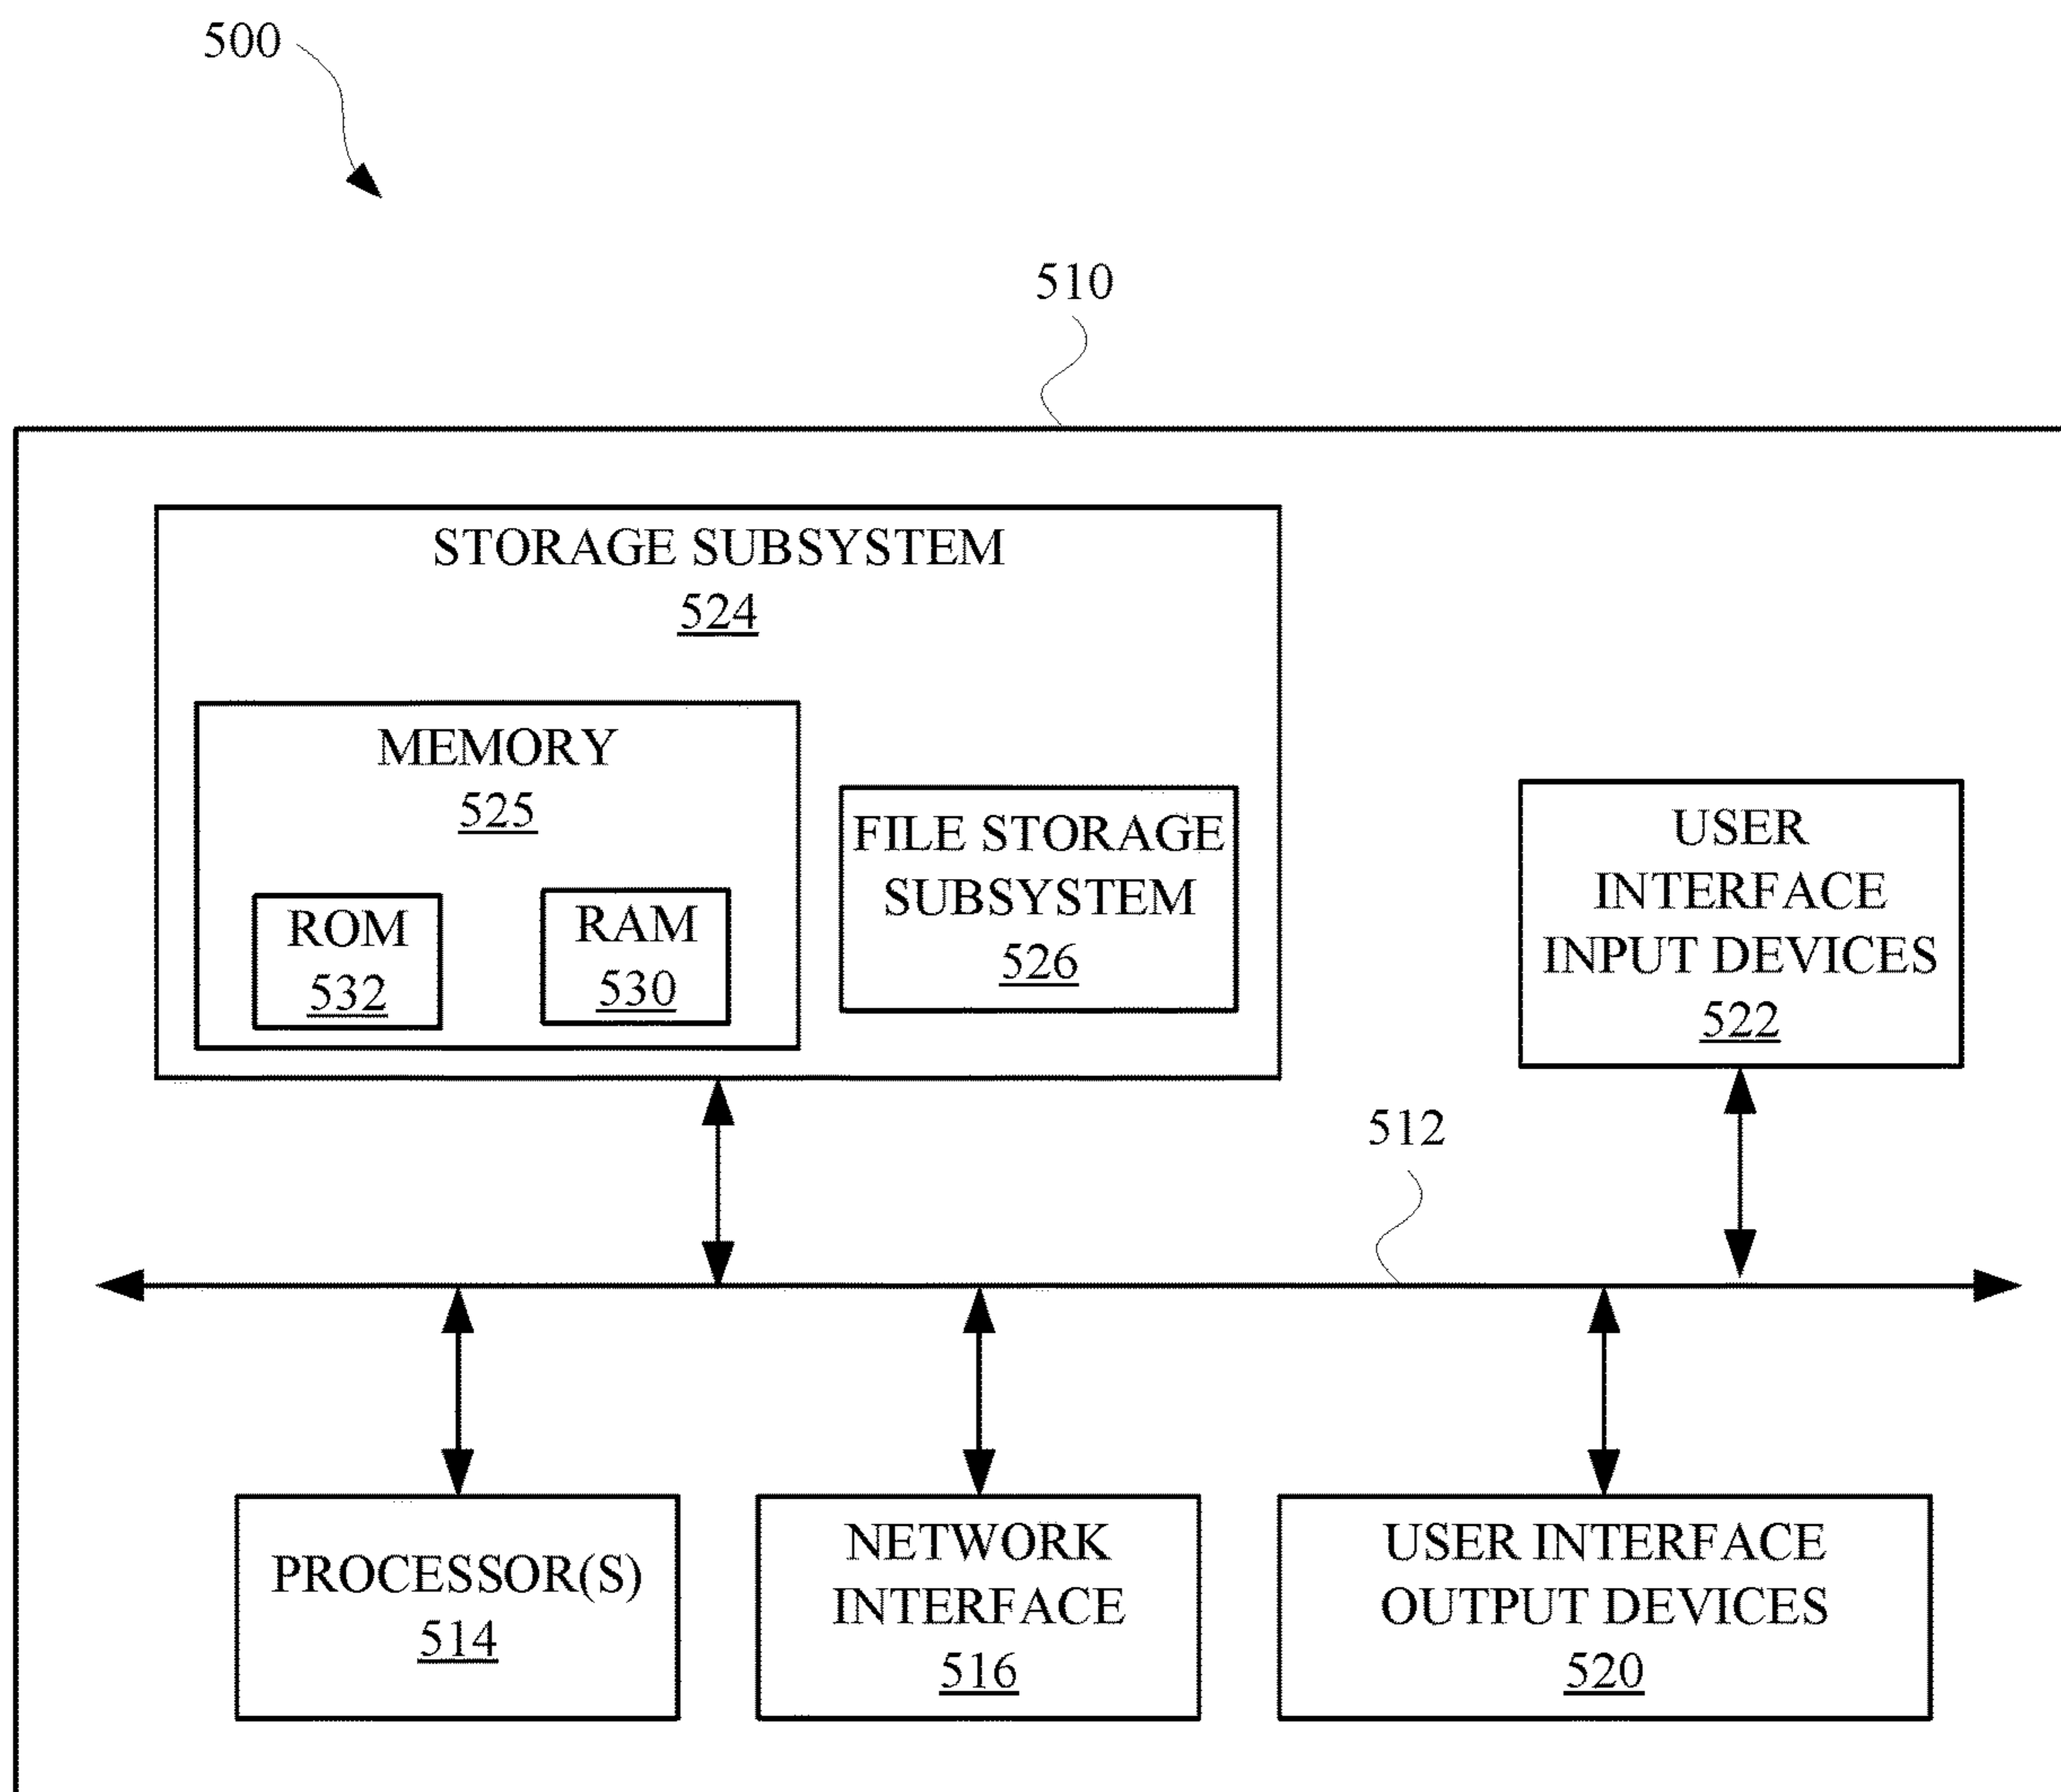 500
510
STORAGE SUBSYSTEM
524
MEMORY
525
ROM
532
RAM
530
FILE STORAGE
SUBSYSTEM
526
USER
INTERFACE
INPUT DEVICES
522
512
PROCESSOR(S)
514
NETWORK
INTERFACE
516
USER INTERFACE
OUTPUT DEVICES
520